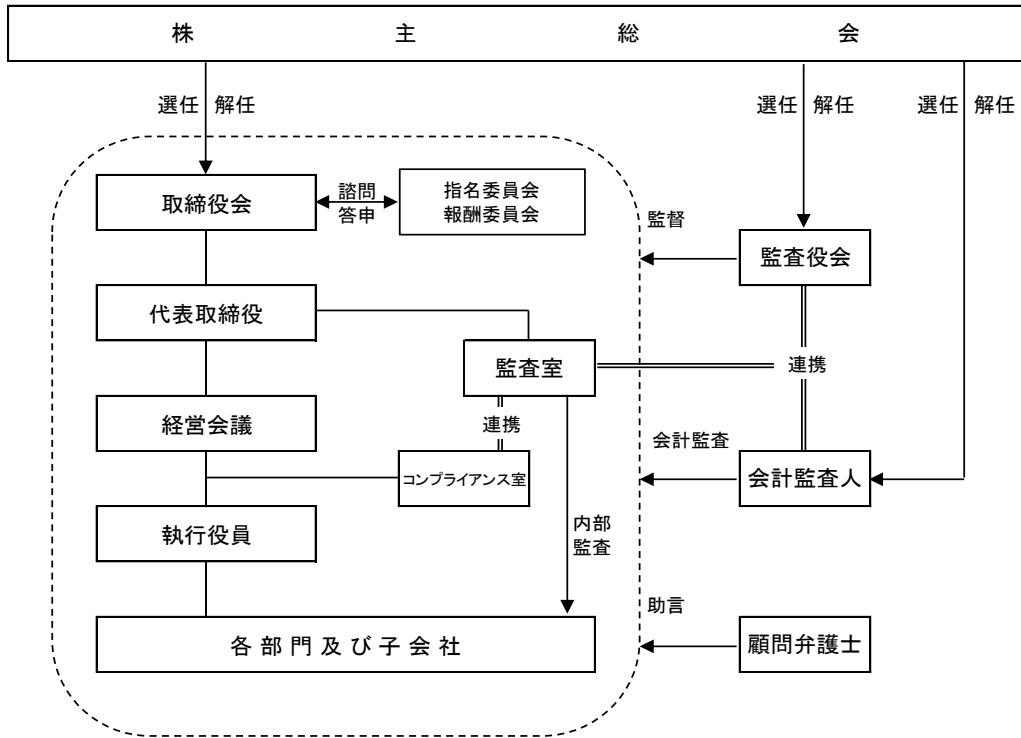 株主総会
選任 解任
選任 解任
選任 解任
取締役会
諮問
答申
指名委員会
報酬委員会
監督
監査役会
代表取締役
監査室
連携
経営会議
連携
コンプライアンス室
会計監査
会計監査人
執行役員
内部
監査
助言
各部門及び子会社
顧問弁護士